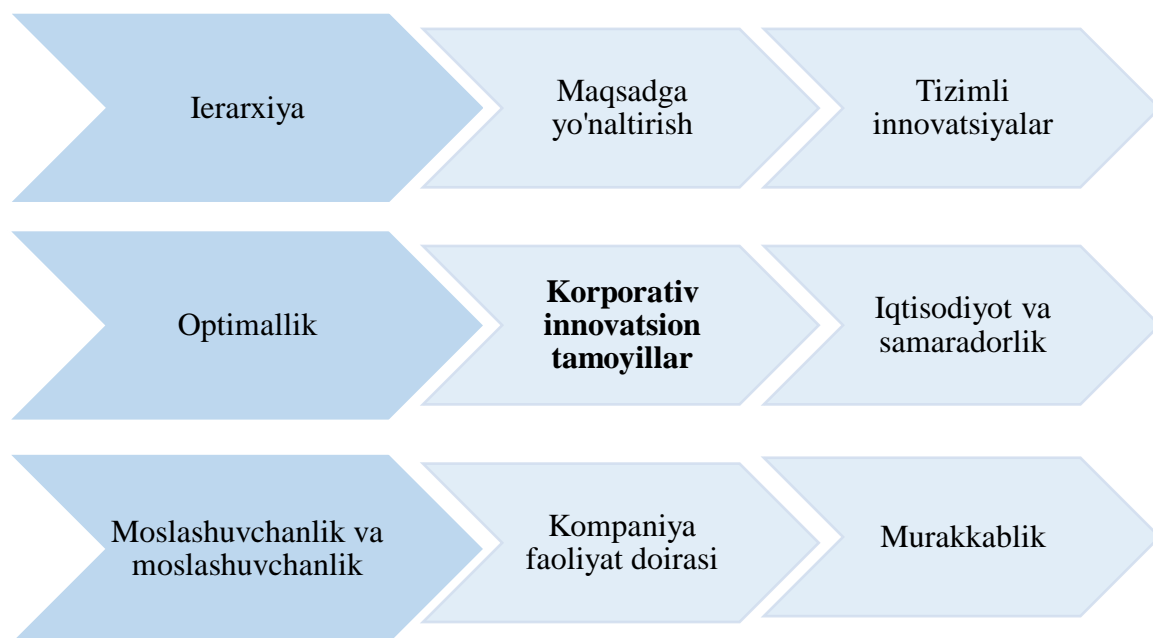 Ierarxiya
Maqsadga
yo'naltirish
Tizimli
innovatsiyalar
Optimallik
Korporativ
innovatsion
tamoyillar
Iqtisodiyot va
samaradorlik
Moslashuvchanlik va
moslashuvchanlik
Kompaniya
faoliyat doirasi
Murakkablik